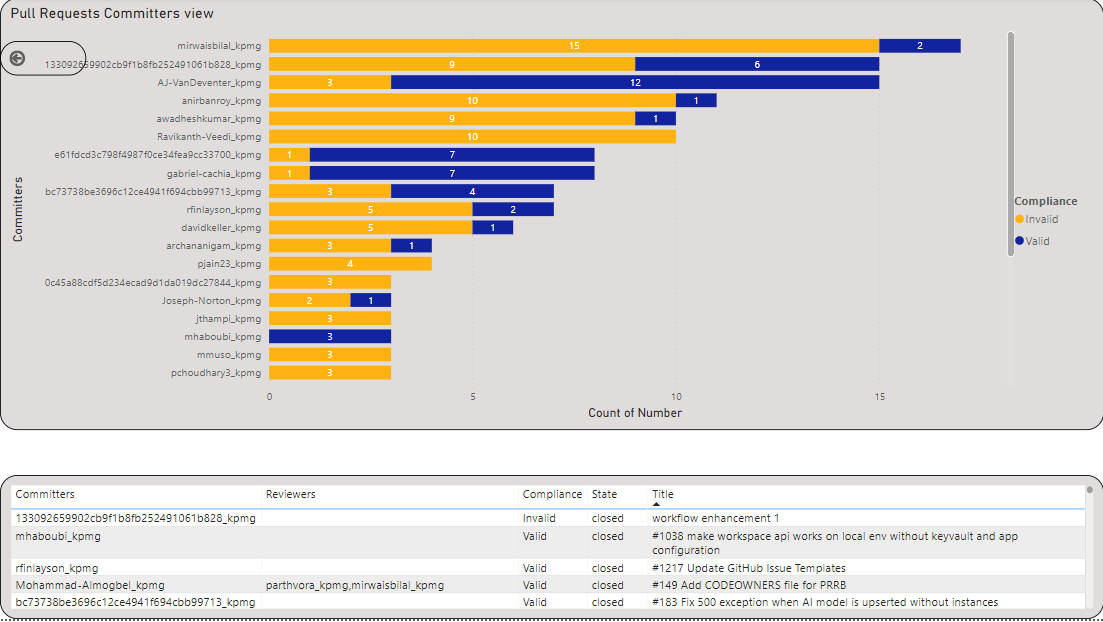 Pull Requests Committers view
mirwaisbilal_kpmg 15 2
133092659902cb9f1b8fb252491061b828_kpmg 9 6
AJ-VanDeventer_kpmg 3 12
anirbanroy_kpmg 10 1
awadheshkumar_kpmg 9 1
Ravikanth-Veedi_kpmg 10
e61fdcd3c798f4987f0ce34fea9cc33700_kpmg 1 7
gabriel-cachia_kpmg 1 7
bc73738be3696c12ce4941f694cbb99713_kpmg 3 4
rfinlayson_kpmg 5 2
davidkeller_kpmg 5 1
archananigam_kpmg 3 1
pjain23_kpmg 4
0c45a88cdf5d234ecad9d1da019dc27844_kpmg 3
Joseph-Norton_kpmg 2 1
jthampi_kpmg 3
mhaboubi_kpmg 3
mmuso_kpmg 3
pchoudhary3_kpmg 3
Committers
0 5 10 15
Count of Number
Compliance
Invalid
Valid
Committers Reviewers Compliance State Title
133092659902cb9f1b8fb252491061b828_kpmg Invalid closed workflow enhancement 1
mhaboubi_kpmg Valid closed #1038 make workspace api works on local env without keyvault and app
configuration
rfinlayson_kpmg Valid closed #1217 Update GitHub Issue Templates
Mohammad-Almogbel_kpmg parthvora_kpmg,mirwaisbilal_kpmg Valid closed #149 Add CODEOWNERS file for PRRB
bc73738be3696c12ce4941f694cbb99713_kpmg Valid closed #183 Fix 500 exception when AI model is upserted without instances